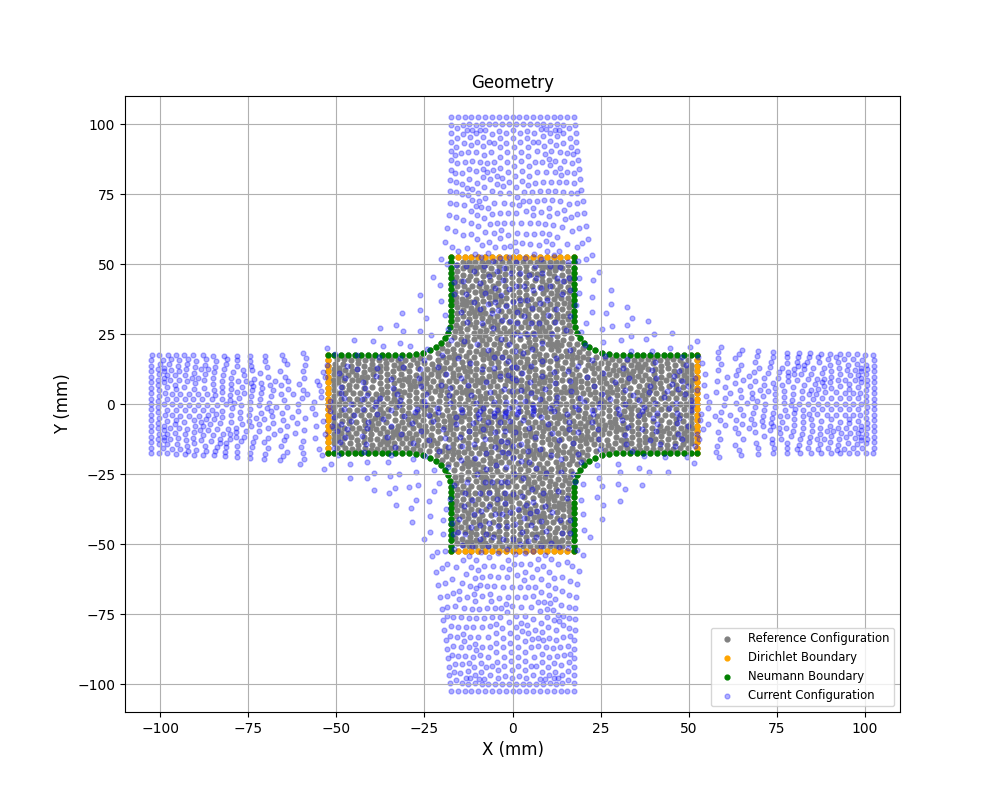 Geometry
Y (mm)
100
75
50
25
0
−25
−50
−75
−100
−100
−75
−50
−25
0
25
50
75
100
X (mm)
Reference Configuration
Dirichlet Boundary
Neumann Boundary
Current Configuration